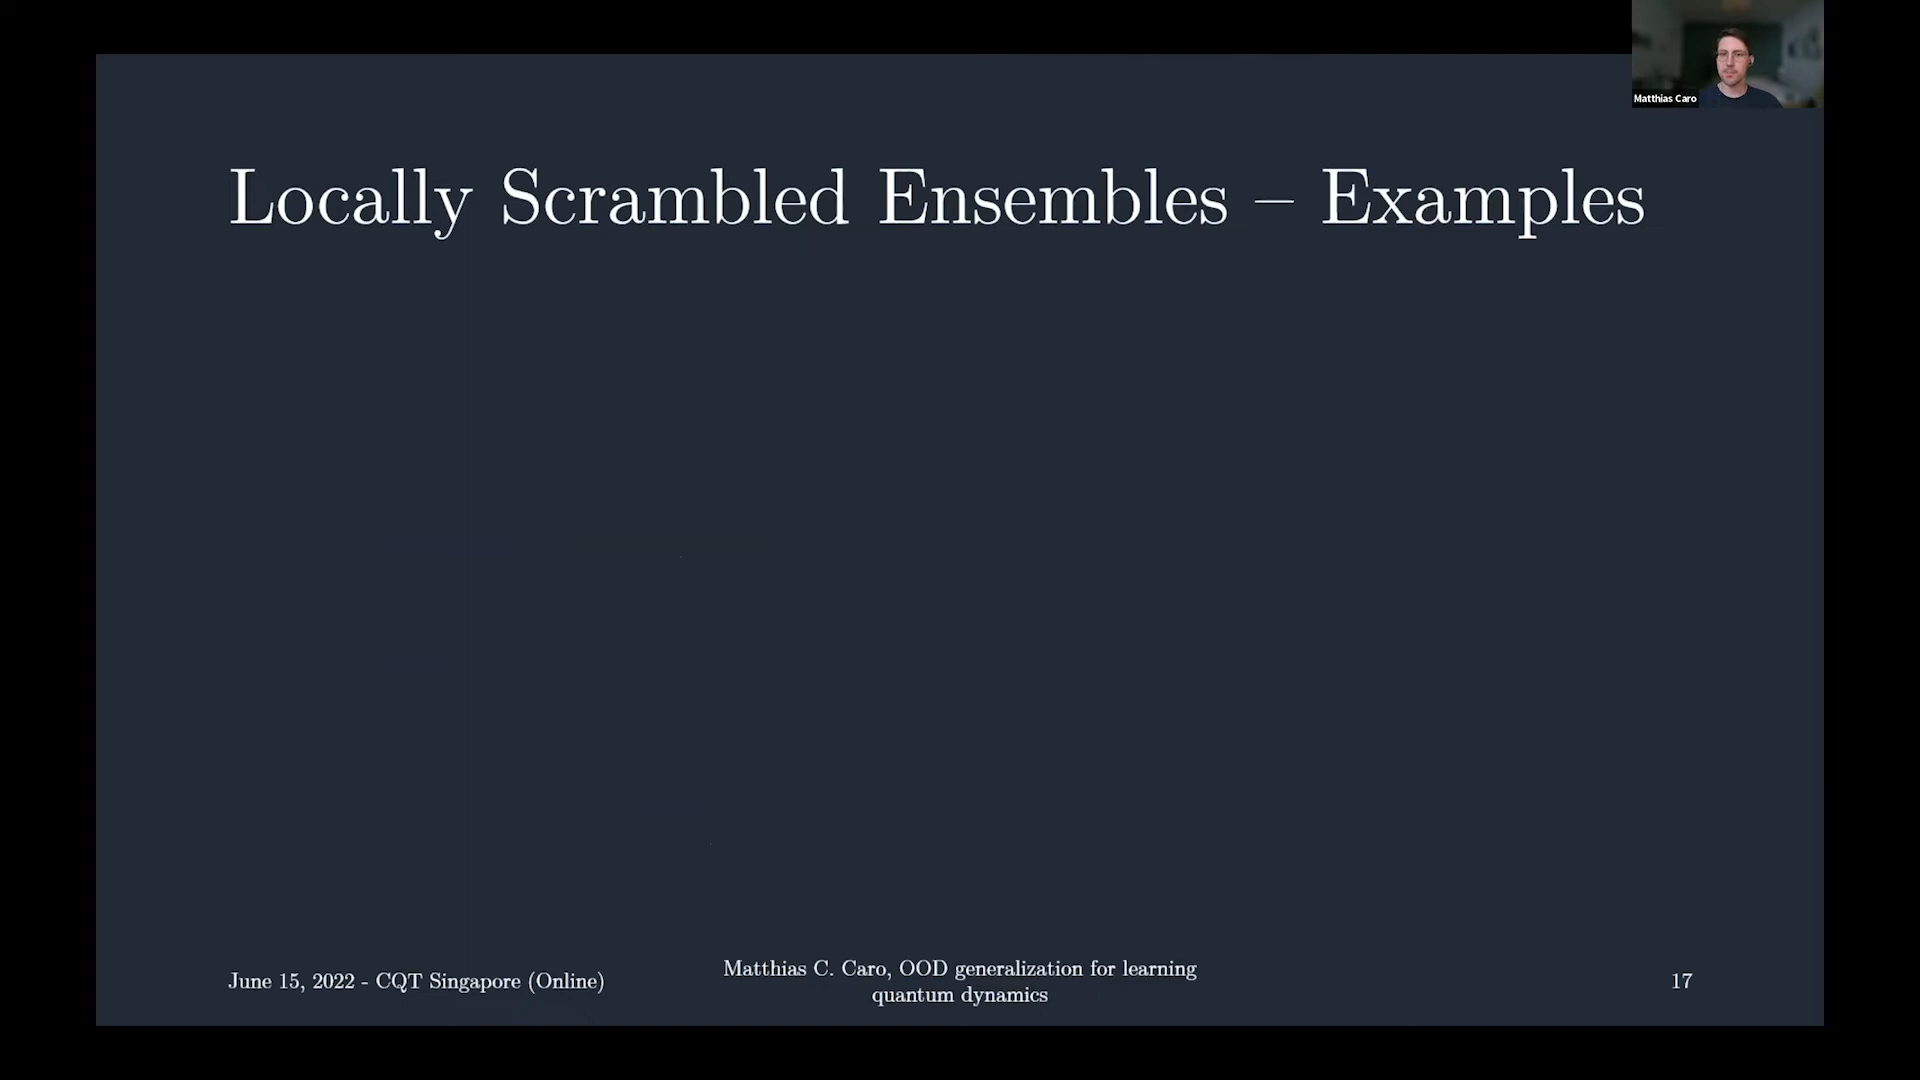 Matthias Caro
Locally Scrambled Ensembles – Examples
June 15, 2022 - CQT Singapore (Online)
Matthias C. Caro, OOD generalization for learning
quantum dynamics
17